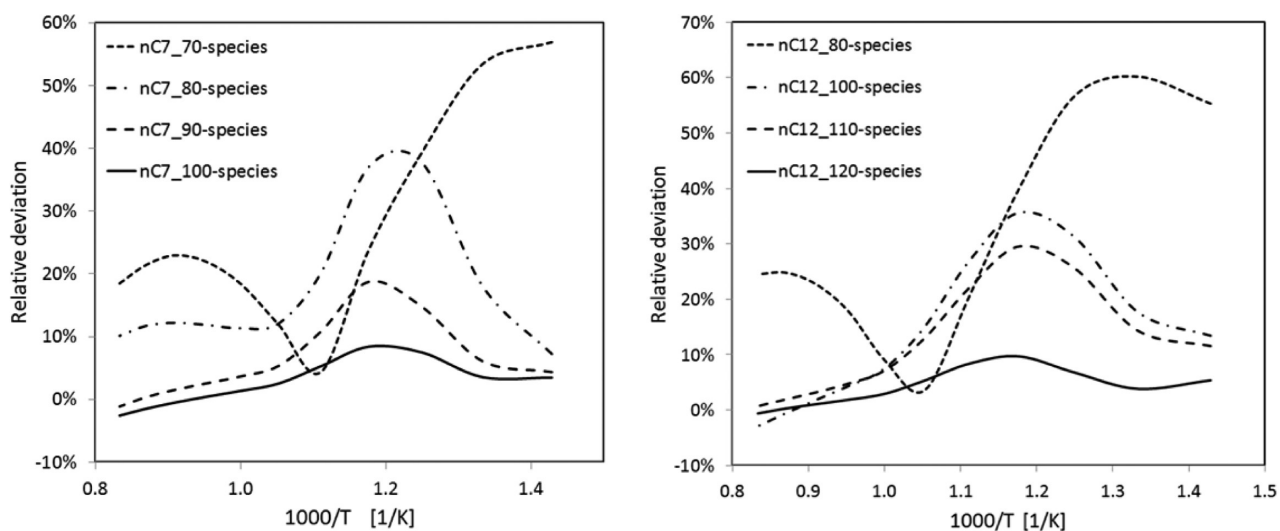 60%
50%
40%
30%
20%
10%
0%
-10%
Relative deviation
nC7_70-species
nC7_80-species
nC7_90-species
nC7_100-species
0.8 1.0 1.2 1.4
1000/T [1/K]
70%
60%
50%
40%
30%
20%
10%
0%
-10%
Relative deviation
nC12_80-species
nC12_100-species
nC12_110-species
nC12_120-species
0.8 0.9 1.0 1.1 1.2 1.3 1.4 1.5
1000/T [1/K]